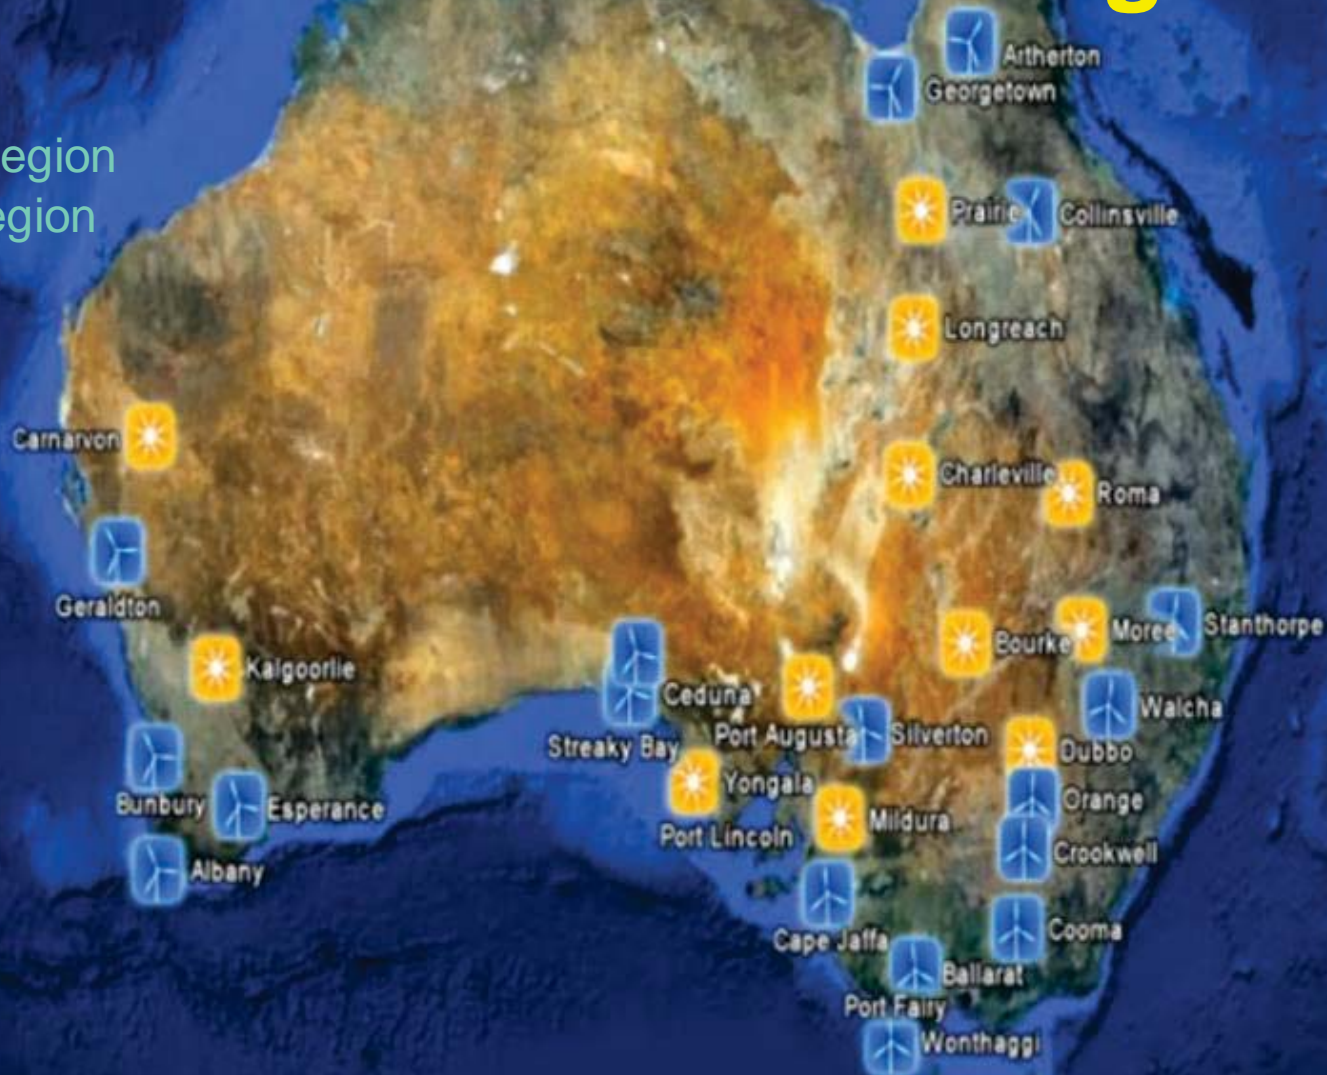 g
Artherton
Georgetown
egion
egion
Prairie
Collinsville
Longreach
Carnarvon
Charleville
Roma
Geraldton
Stanthorpe
Moree
Bourke
Kalgoorlie
Ceduna
Walcha
Port Augusta
Silverton
Streaky Bay
Dubbo
Yongala
Orange
Bunbury
Esperance
Mildura
Port Lincoln
Crookwell
Albany
Cooma
Cape Jaffa
Ballarat
Port Fairy
Wonthaggi